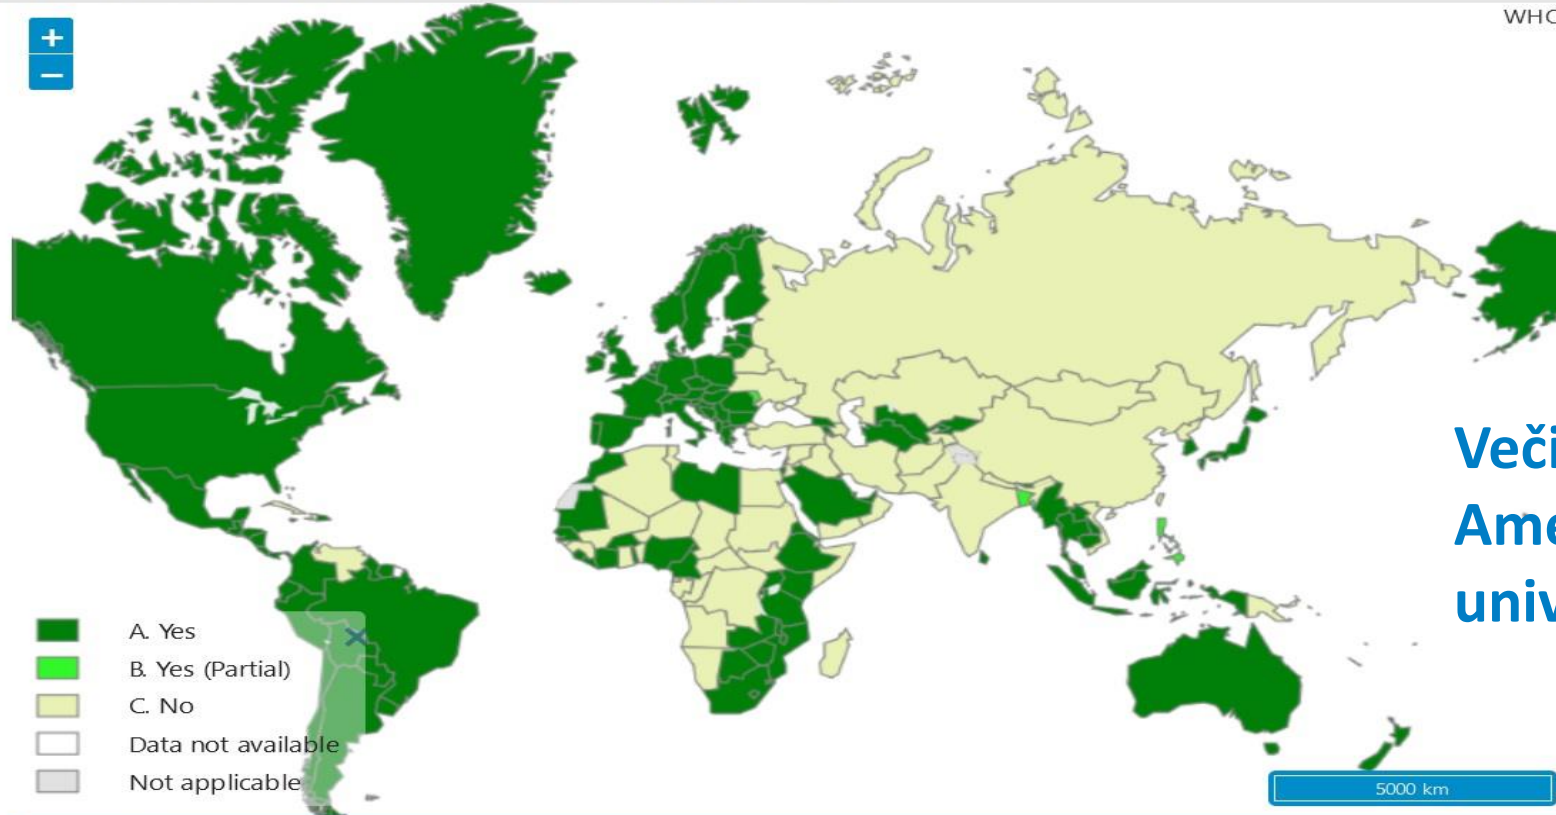 +
−
WHO
A. Yes
B. Yes (Partial)
C. No
Data not available
Not applicable
Veči
Ame
univ
5000 km